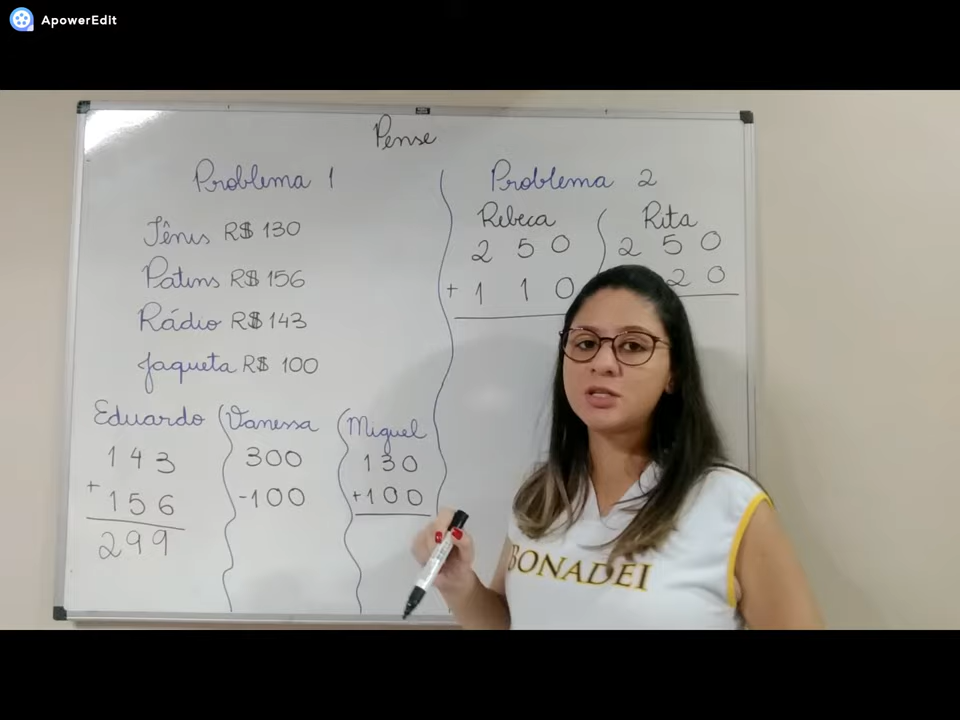 ApowerEdit
Pense
Problema 1
Tênis R$ 130
Patins R$ 156
Rádio R$ 143
Jaqueta R$ 100
Eduardo
143
+ 156
299
Vanessa
300
-100
Miguel
130
+100
Problema 2
Rebeca
250
+ 110
Rita
250
20
BONADEI